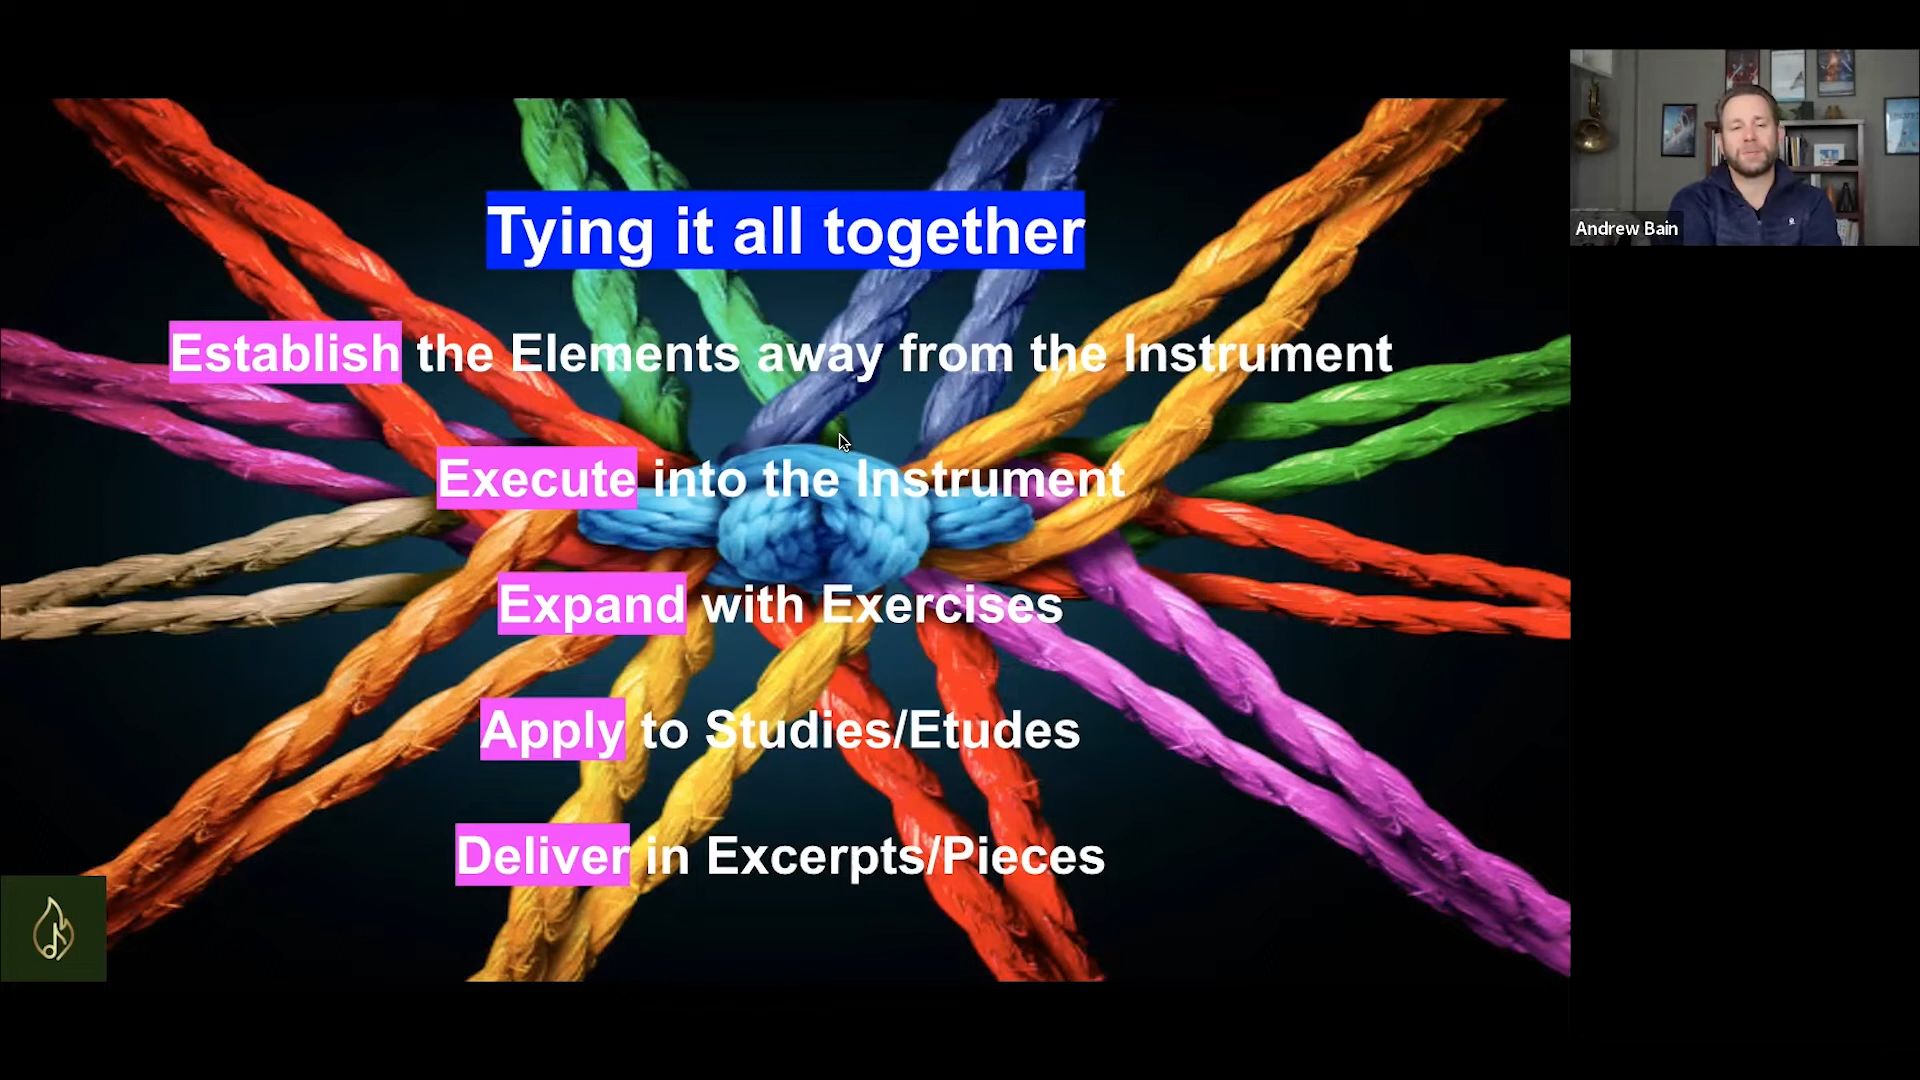 Tying it all together
Establish the Elements away from the Instrument
Execute into the Instrument
Expand with Exercises
Apply to Studies/Etudes
Deliver in Excerpts/Pieces
Andrew Bain